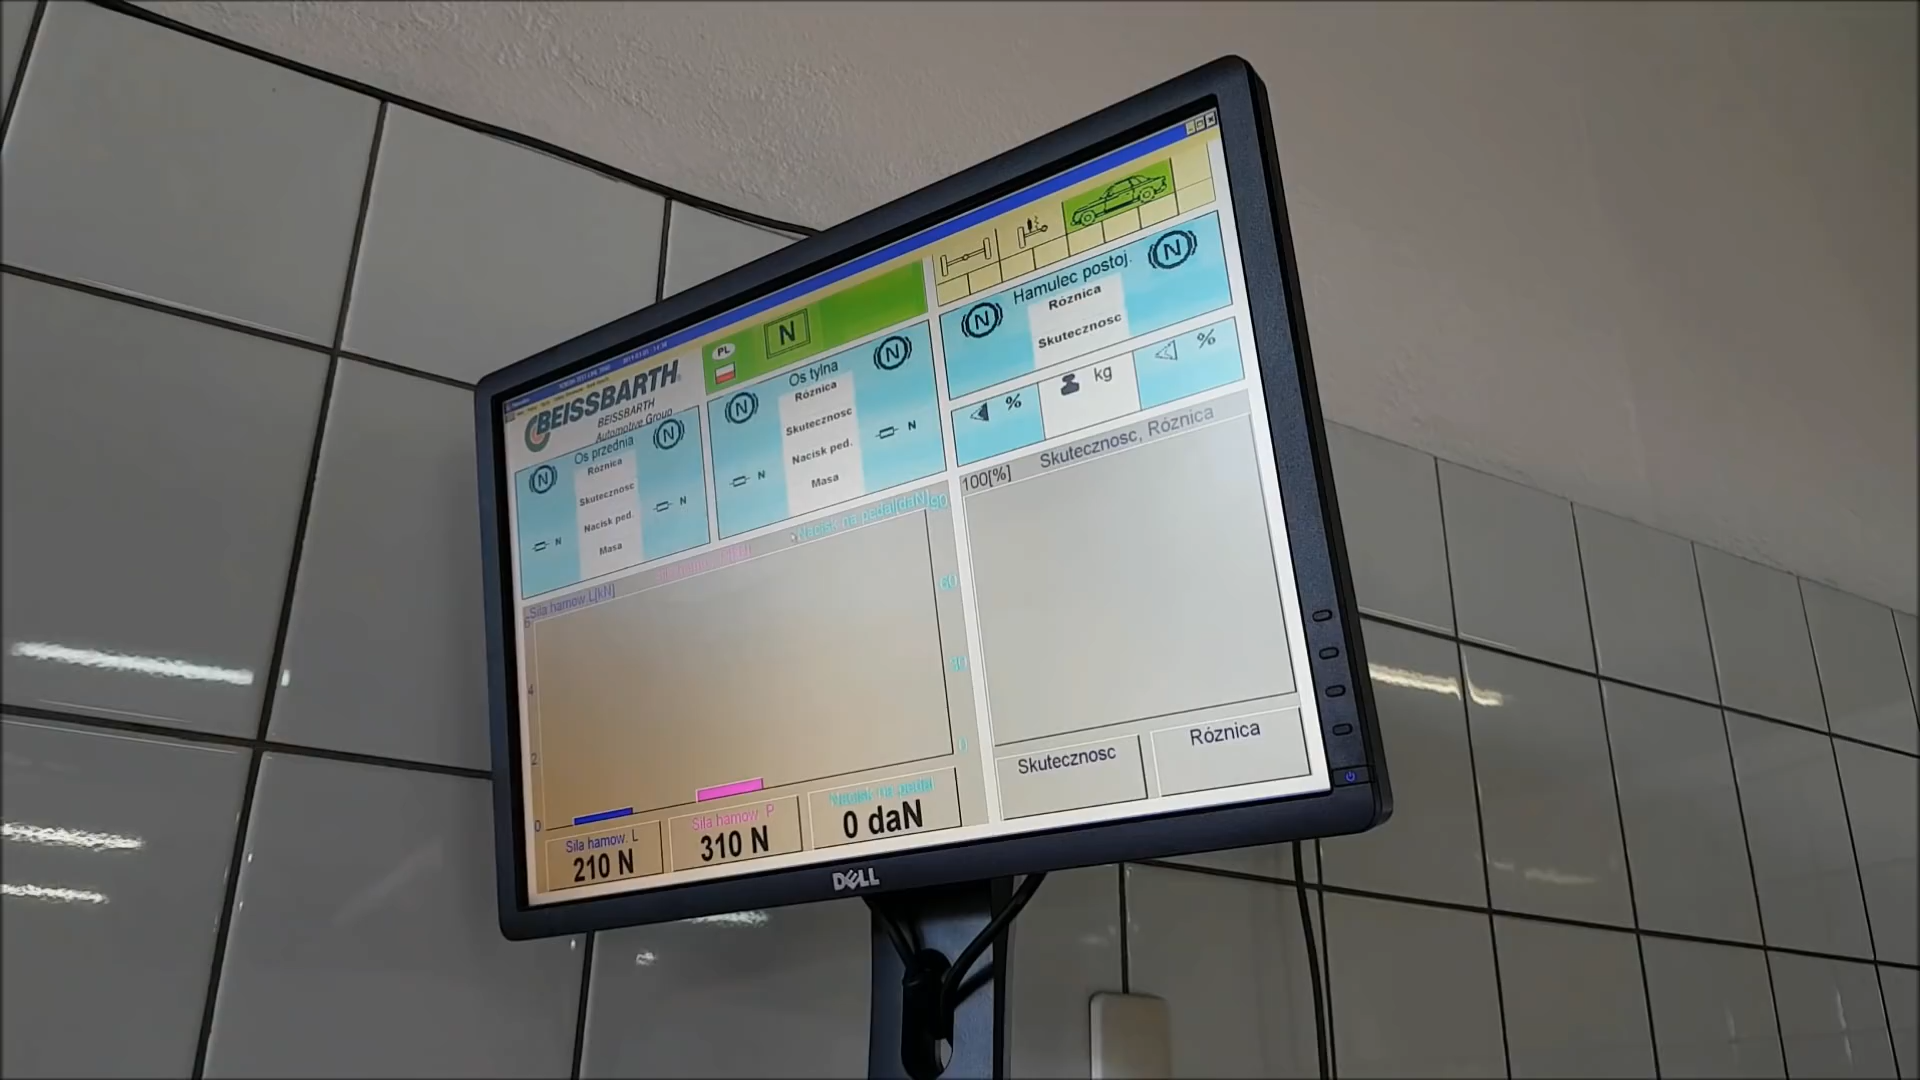 BEISSBARTH
BEISSBARTH
Automotive Group
PL
N
Os przednia
N
N
Róznica
Skutecznosc
Nacisk ped.
Masa
N
N
Os tylna
N
N
Róznica
Skutecznosc
Nacisk ped.
Masa
N
N
Hamulec postoj.
N
N
Róznica
Skutecznosc
%
kg
%
Sila hamow.L[kN]
Nacisk na pedal[daN]
90
60
30
0
6
4
2
0
100[%]
Skutecznosc, Róznica
Sila hamow. L
210 N
Sila hamow. P
310 N
Nacisk na pedal
0 daN
Skutecznosc
Róznica
DELL